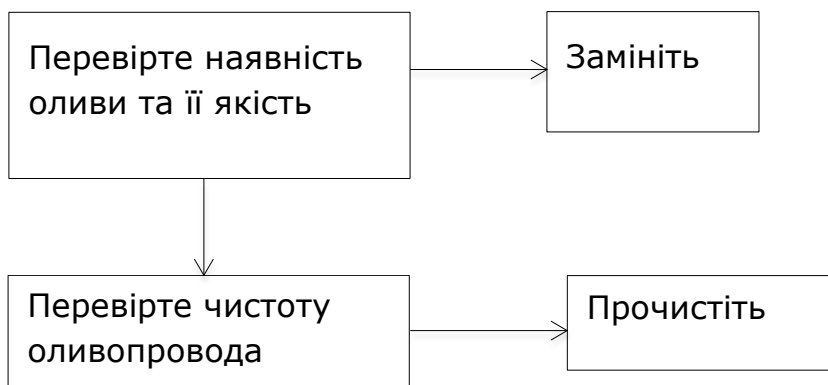 Перевірте наявність
оливи та її якість
Замініть
Перевірте чистоту
оливопровода
Прочистіть